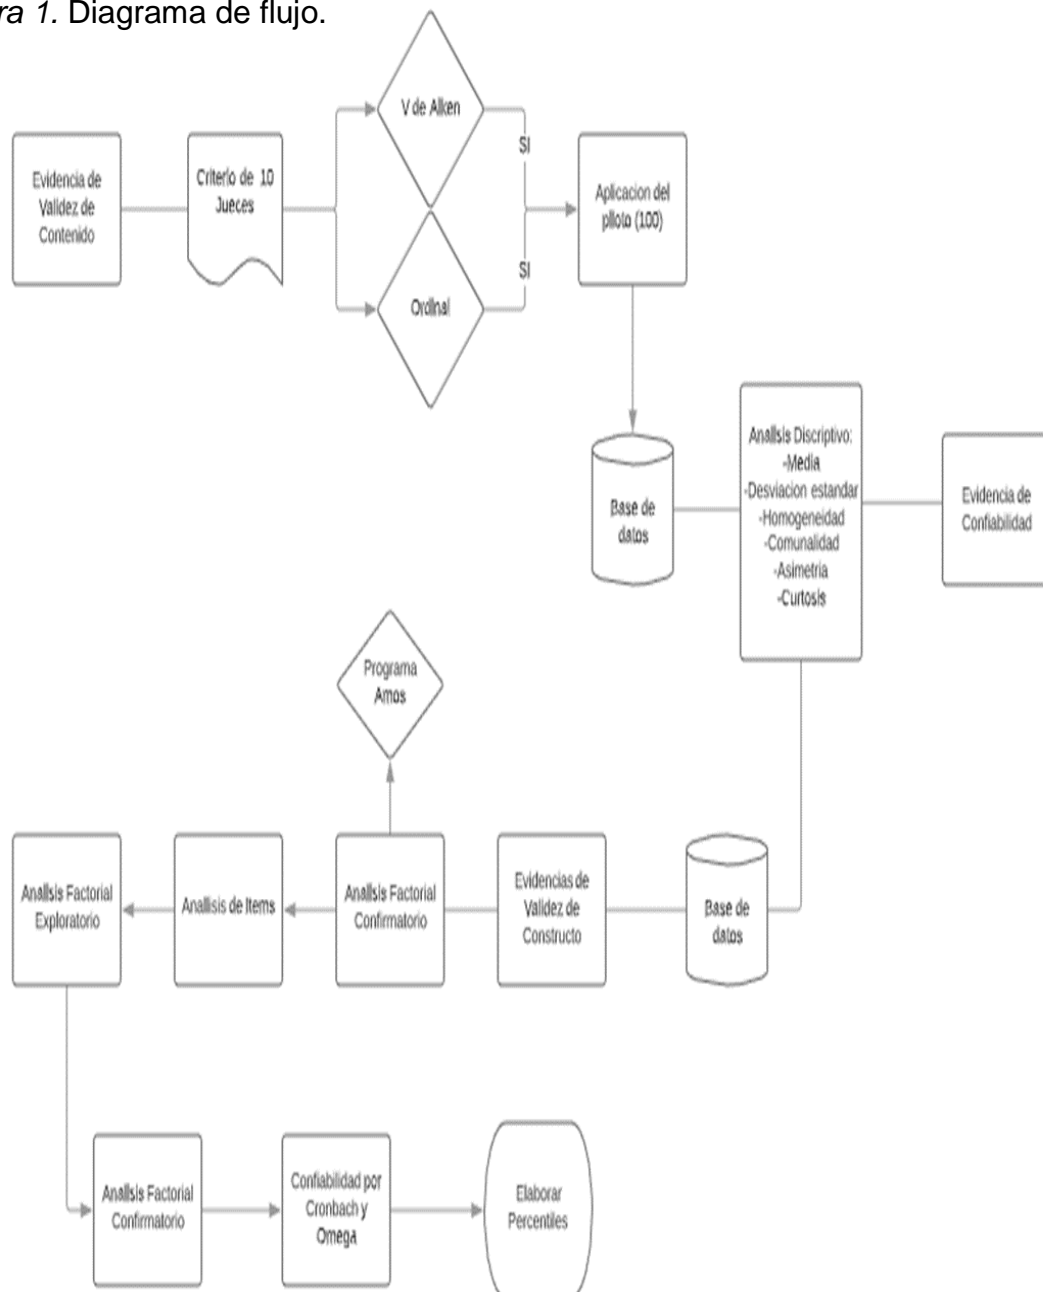 ra 1. Diagrama de flujo.
V de Aiken
SI
Evidencia de
Validez de
Contenido
Criterio de 10
Jueces
Aplicacion del
piloto (100)
SI
Ordinal
Analisis Discriptivo:
-Media
-Desviacion estandar
-Homogeneidad
-Comunalidad
-Asimetria
-Curtosis
Base de
datos
Evidencia de
Confiabilidad
Programa
Amos
Analisis Factorial
Exploratorio
Analisis de Items
Analisis Factorial
Confirmatorio
Evidencias de
Validez de
Constructo
Base de
datos
Analisis Factorial
Confirmatorio
Confiabilidad por
Cronbach y
Omega
Elaborar
Percentiles